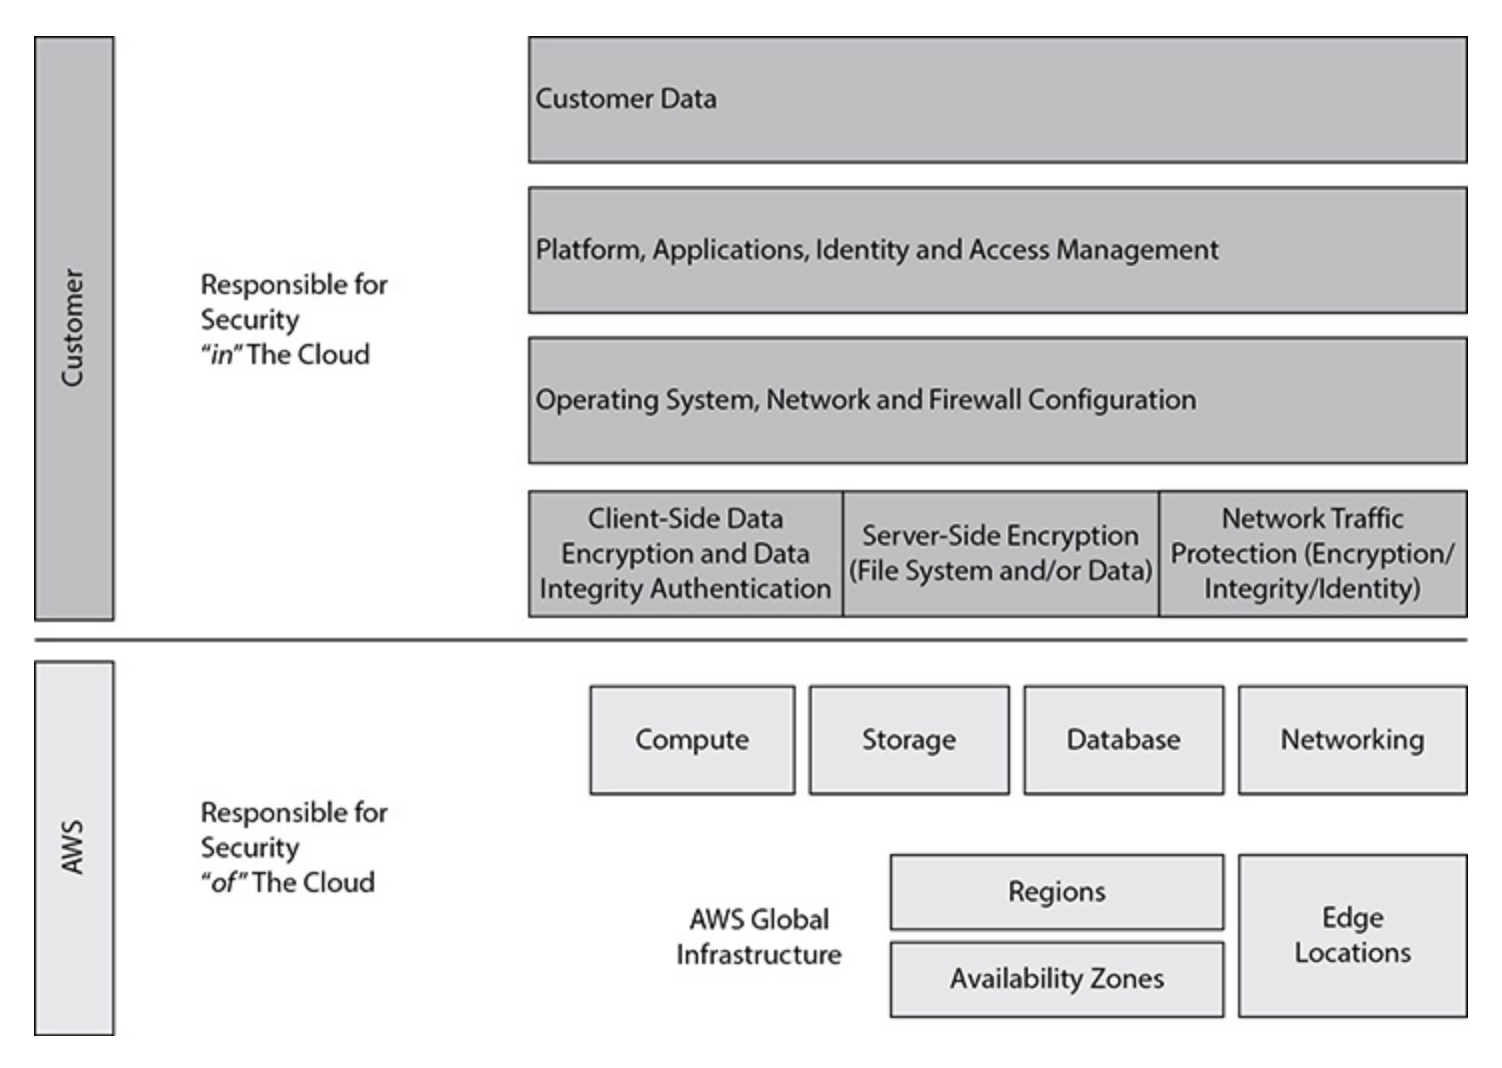 Customer
Responsible for
Security
“in” The Cloud
Customer Data
Platform, Applications, Identity and Access Management
Operating System, Network and Firewall Configuration
Client-Side Data
Encryption and Data
Integrity Authentication
Server-Side Encryption
(File System and/or Data)
Network Traffic
Protection (Encryption/
Integrity/Identity)
AWS
Responsible for
Security
“of” The Cloud
Compute
Storage
Database
Networking
AWS Global
Infrastructure
Regions
Availability Zones
Edge
Locations